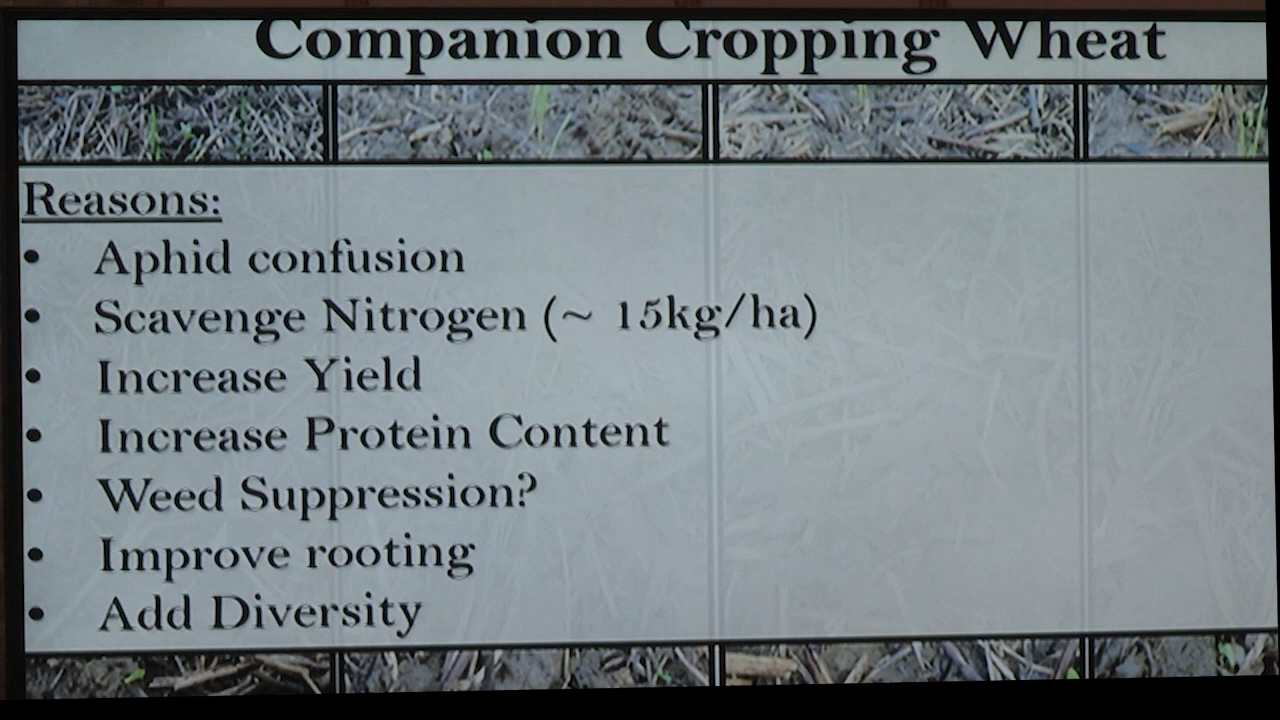 Companion Cropping Wheat
Reasons:
• Aphid confusion
• Scavenge Nitrogen (~ 15kg/ha)
• Increase Yield
• Increase Protein Content
• Weed Suppression?
• Improve rooting
• Add Diversity